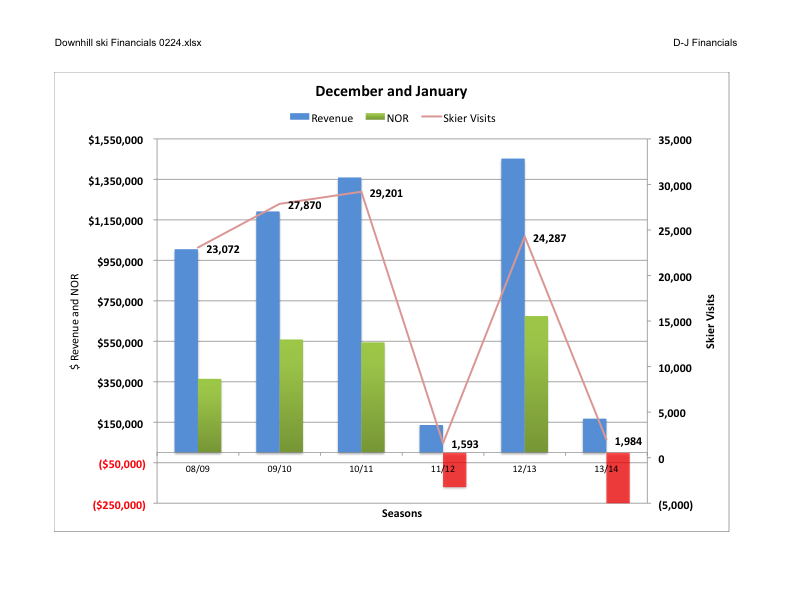 Downhill ski Financials 0224.xlsx D-J Financials
December and January
Revenue NOR Skier Visits
$1,550,000 35,000
$1,350,000 30,000
29,201
27,870
$1,150,000 25,000
24,287
23,072
$950,000 20,000
$750,000 15,000
$ Revenue and NOR
Skier Visits
$550,000 10,000
$350,000 5,000
$150,000
1,593 1,984
($50,000) 0
08/09 09/10 10/11 11/12 12/13 13/14
($250,000) (5,000)
Seasons